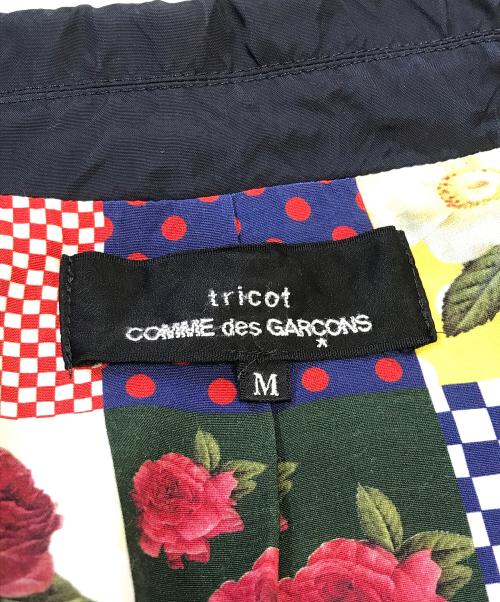 tricot
COMME des GARÇONS
*
M